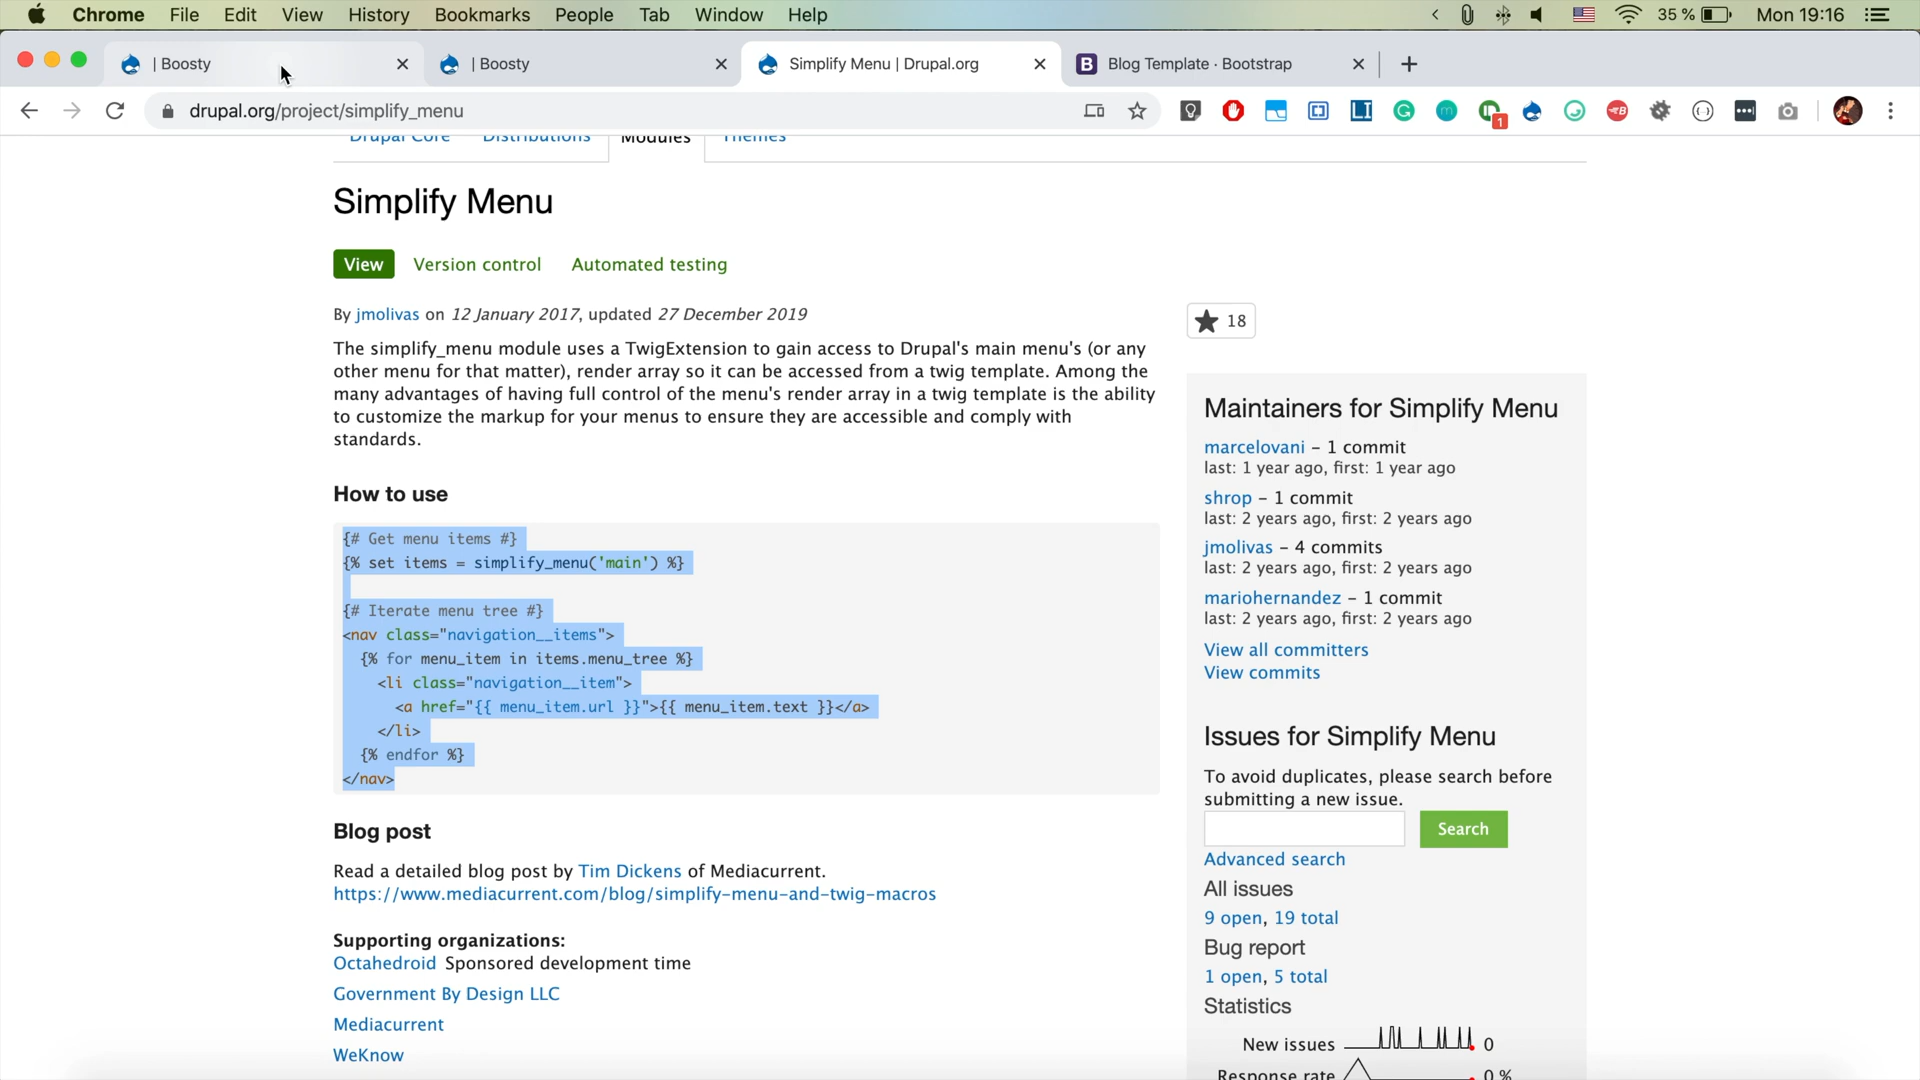 Chrome File Edit View History Bookmarks People Tab Window Help 35 % Mon 19:16
| Boosty | Boosty Simplify Menu | Drupal.org Blog Template · Bootstrap
drupal.org/project/simplify_menu 1
Drupal Core Distributions Modules Themes
Simplify Menu
View Version control Automated testing
By jmolivas on 12 January 2017, updated 27 December 2019
The simplify_menu module uses a TwigExtension to gain access to Drupal's main menu's (or any
other menu for that matter), render array so it can be accessed from a twig template. Among the
many advantages of having full control of the menu's render array in a twig template is the ability
to customize the markup for your menus to ensure they are accessible and comply with
standards.
How to use
{# Get menu items #}
{% set items = simplify_menu('main') %}
{# Iterate menu tree #}
<nav class="navigation__items">
{% for menu_item in items.menu_tree %}
<li class="navigation__item">
<a href="{{ menu_item.url }}">{{ menu_item.text }}</a>
</li>
{% endfor %}
</nav>
Blog post
Read a detailed blog post by Tim Dickens of Mediacurrent.
https://www.mediacurrent.com/blog/simplify-menu-and-twig-macros
Supporting organizations:
Octahedroid Sponsored development time
Government By Design LLC
Mediacurrent
WeKnow
18
Maintainers for Simplify Menu
marcelovani – 1 commit
last: 1 year ago, first: 1 year ago
shrop – 1 commit
last: 2 years ago, first: 2 years ago
jmolivas – 4 commits
last: 2 years ago, first: 2 years ago
mariohernandez – 1 commit
last: 2 years ago, first: 2 years ago
View all committers
View commits
Issues for Simplify Menu
To avoid duplicates, please search before
submitting a new issue.
Search
Advanced search
All issues
9 open, 19 total
Bug report
1 open, 5 total
Statistics
New issues 0
Response rate 0 %